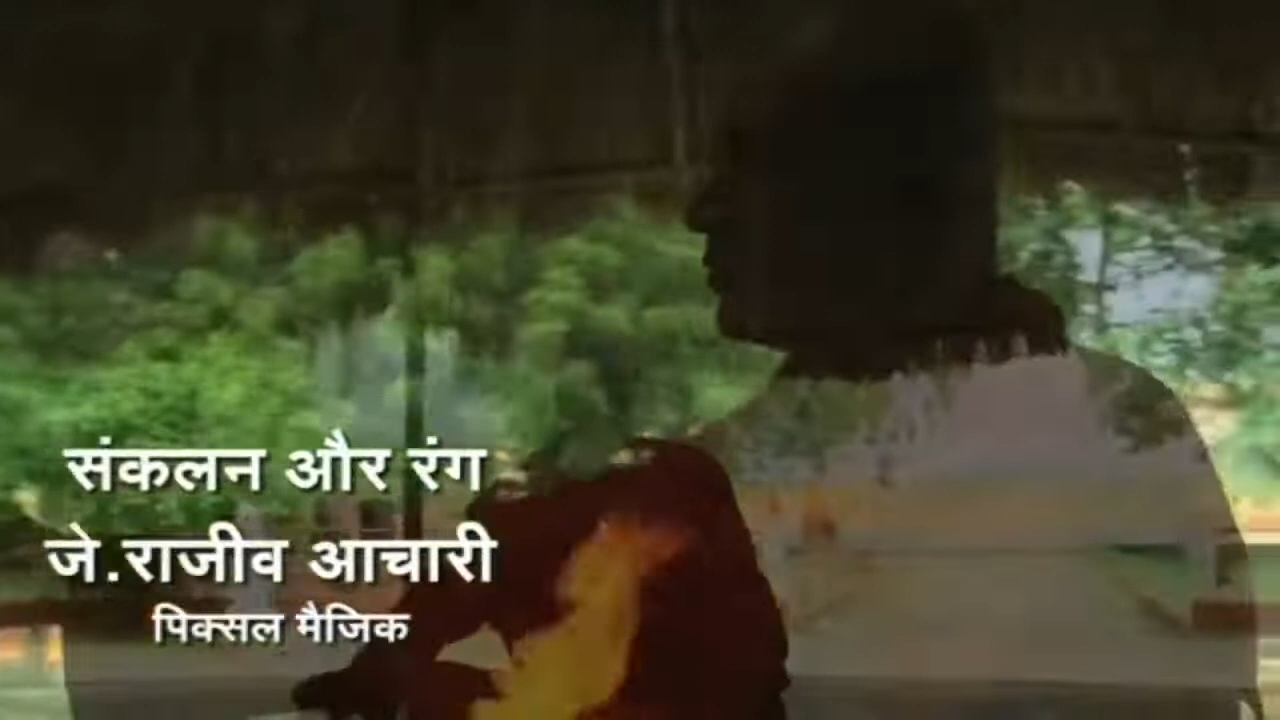 संकलन और रंग
जे.राजीव आचारी
पिक्सल मैजिक